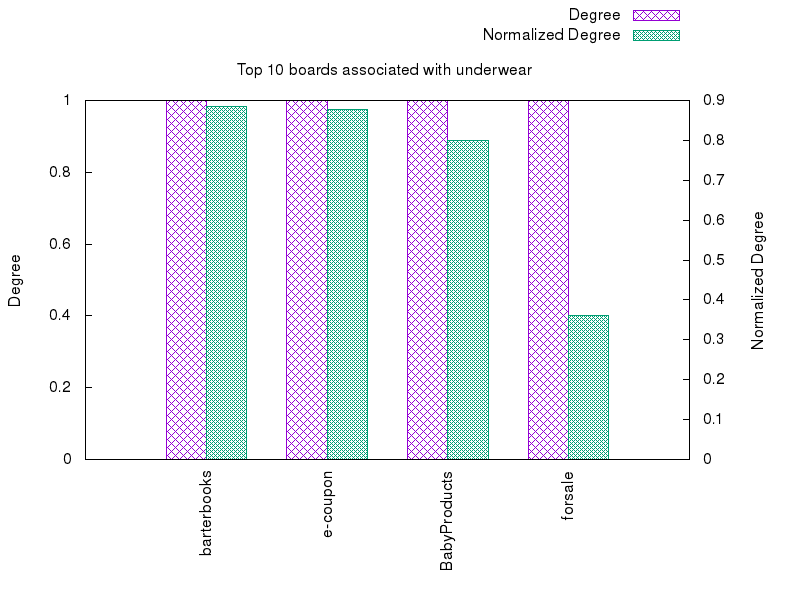 Degree
Normalized Degree
Top 10 boards associated with underwear
1
0.8
0.6
0.4
0.2
0
Degree
0.9
0.8
0.7
0.6
0.5
0.4
0.3
0.2
0.1
0
Normalized Degree
barterbooks
e-coupon
BabyProducts
forsale